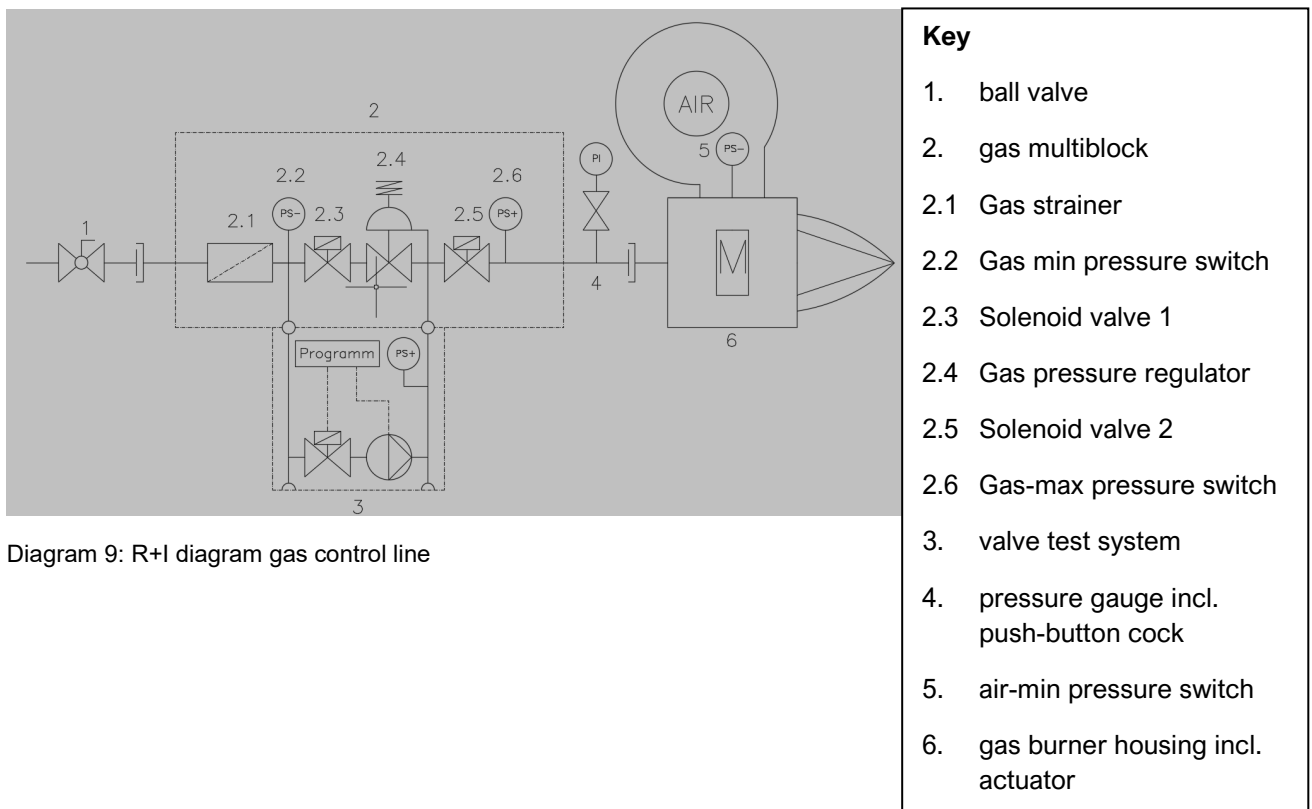 AIR
2
5
PS-
PI
2.4
2.2
2.6
PS-
2.3
2.5
PS+
1
2.1
4
M
6
Programm
PS+
3
Diagram 9: R+I diagram gas control line
Key
1. ball valve
2. gas multiblock
2.1 Gas strainer
2.2 Gas min pressure switch
2.3 Solenoid valve 1
2.4 Gas pressure regulator
2.5 Solenoid valve 2
2.6 Gas-max pressure switch
3. valve test system
4. pressure gauge incl.
push-button cock
5. air-min pressure switch
6. gas burner housing incl.
actuator